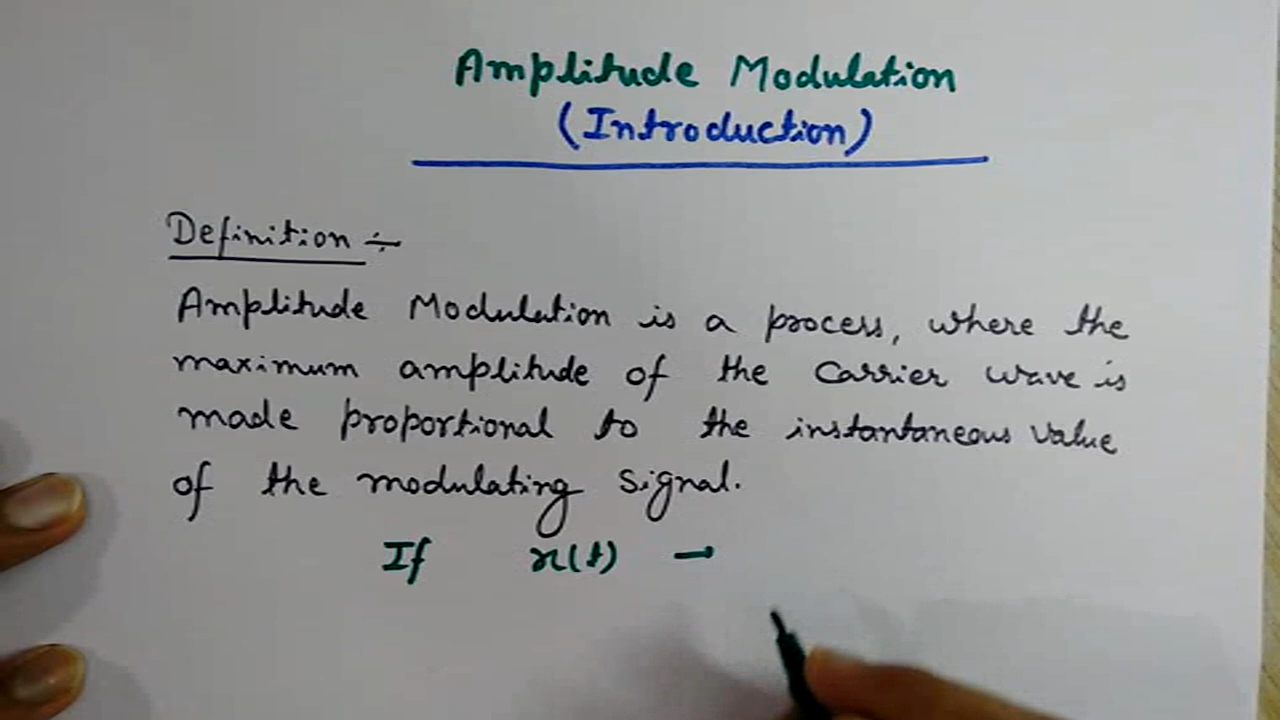 Amplitude Modulation
(Introduction)
Definition ÷
Amplitude Modulation is a process, where the
maximum amplitude of the carrier wave is
made proportional to the instantaneous value
of the modulating signal.
If x(t) →